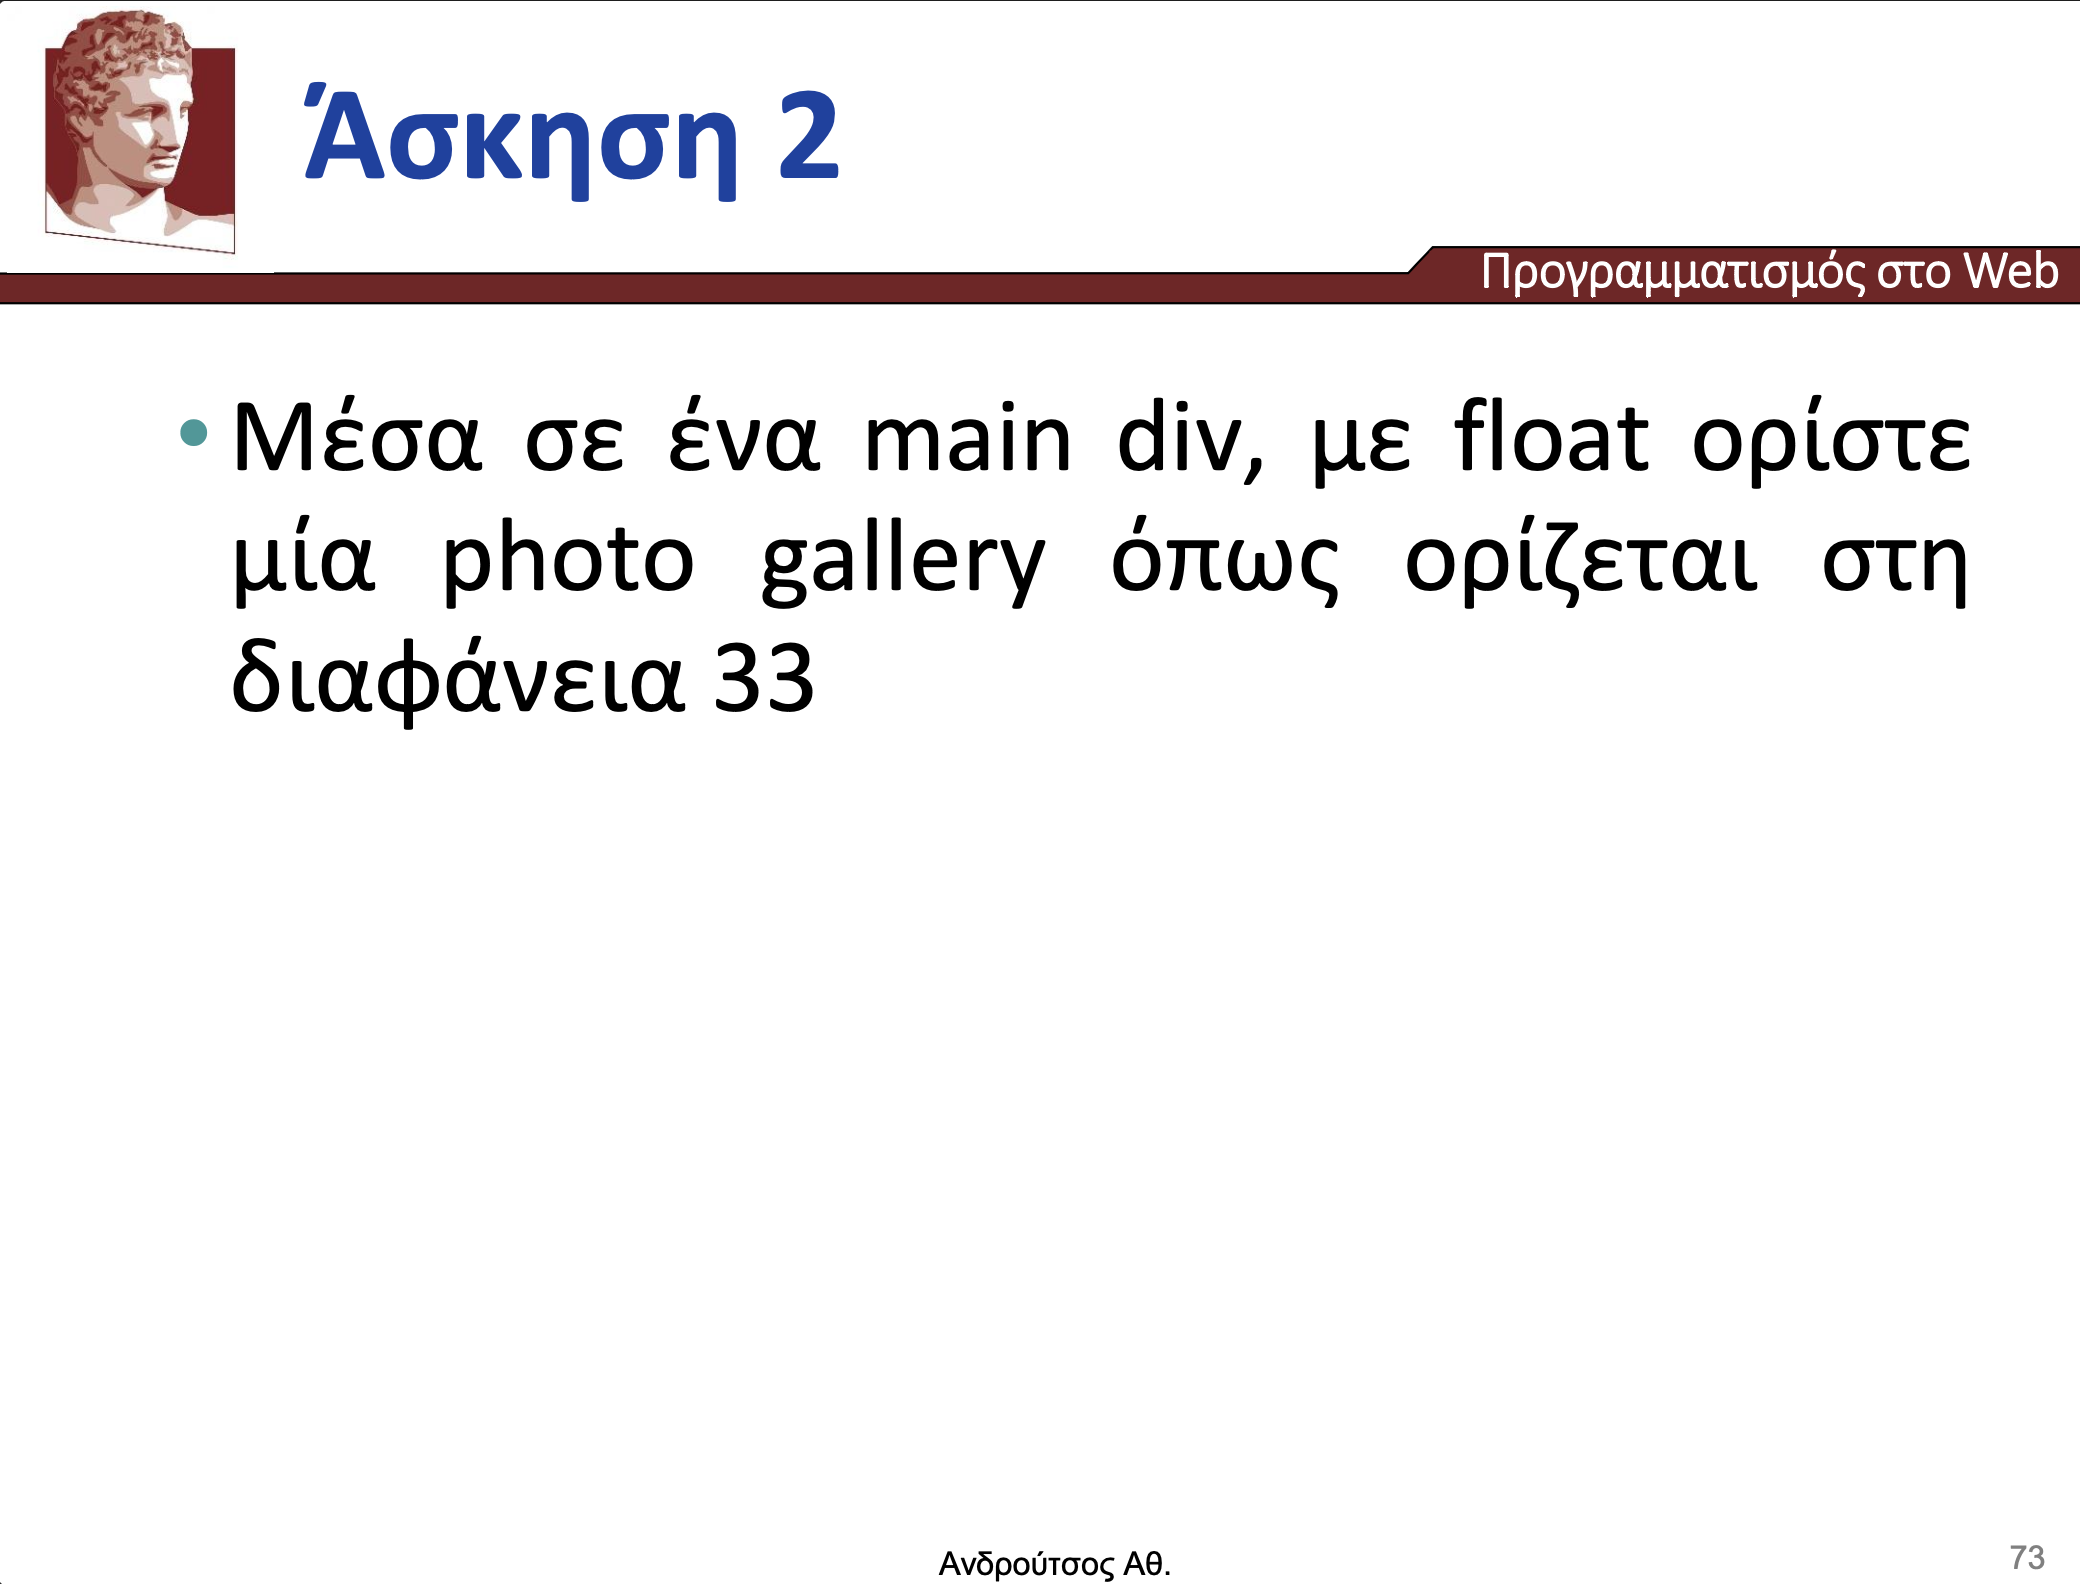 Άσκηση 2
Προγραμματισμός στο Web
• Μέσα σε ένα main div, με float ορίστε
μία photo gallery όπως ορίζεται στη
διαφάνεια 33
Ανδρούτσος Αθ.
73